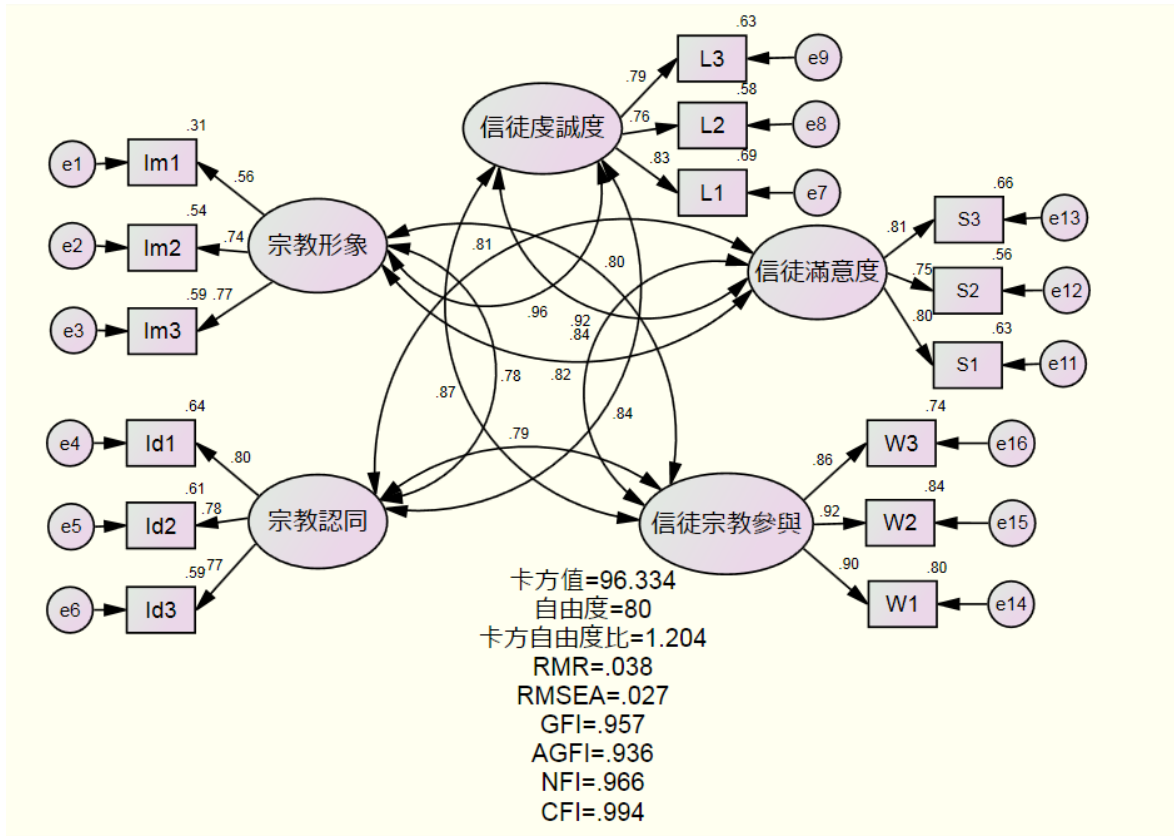 .63
L3
e9
.79
.58
信徒虔誠度
.76
L2
e8
.83
.69
L1
e7
.31
e1
Im1
.56
.54
e2
Im2
.74
宗教形象
.59
.77
e3
Im3
.66
.81
S3
e13
.56
信徒滿意度
.75
S2
e12
.80
.63
S1
e11
.81
.80
.96
.92
.84
.78
.82
.87
.84
.79
.64
e4
Id1
.80
.61
e5
Id2
.78
宗教認同
.59
.77
e6
Id3
.74
.86
W3
e16
.84
信徒宗教參與
.92
W2
e15
.90
.80
W1
e14
卡方值=96.334
自由度=80
卡方自由度比=1.204
RMR=.038
RMSEA=.027
GFI=.957
AGFI=.936
NFI=.966
CFI=.994